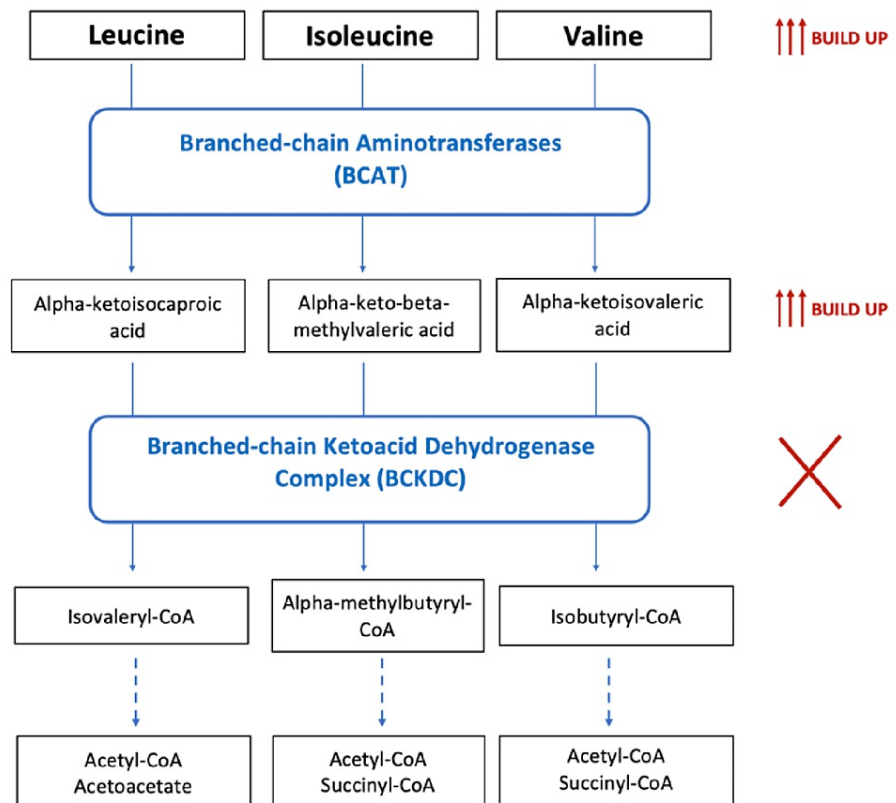 Leucine
Isoleucine
Valine
BUILD UP
Branched-chain Aminotransferases
(BCAT)
Alpha-ketoisocaproic
acid
Alpha-keto-beta-
methylvaleric acid
Alpha-ketoisovaleric
acid
BUILD UP
Branched-chain Ketoacid Dehydrogenase
Complex (BCKDC)
Isovaleryl-CoA
Alpha-methylbutyryl-
CoA
Isobutyryl-CoA
Acetyl-CoA
Acetoacetate
Acetyl-CoA
Succinyl-CoA
Acetyl-CoA
Succinyl-CoA